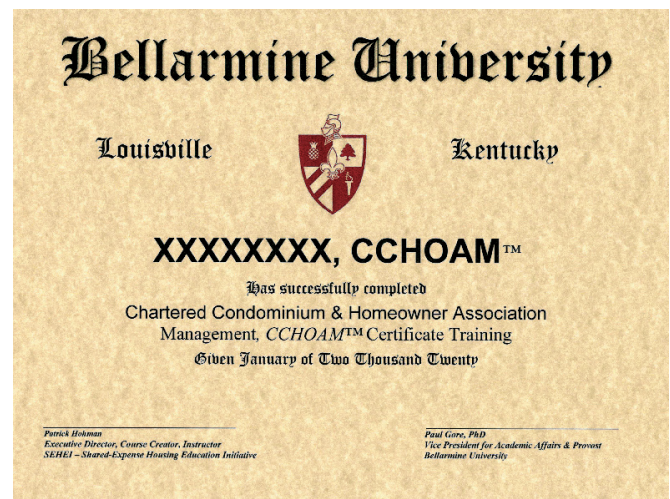 Bellarmine University
Louisville Kentucky
XXXXXXXX, CCHOAM™
Has successfully completed
Chartered Condominium & Homeowner Association
Management, CCHOAM™ Certificate Training
Given January of Two Thousand Twenty
Patrick Hohman
Executive Director, Course Creator, Instructor
SEHEI – Shared-Expense Housing Education Initiative
Paul Gore, PhD
Vice President for Academic Affairs & Provost
Bellarmine University